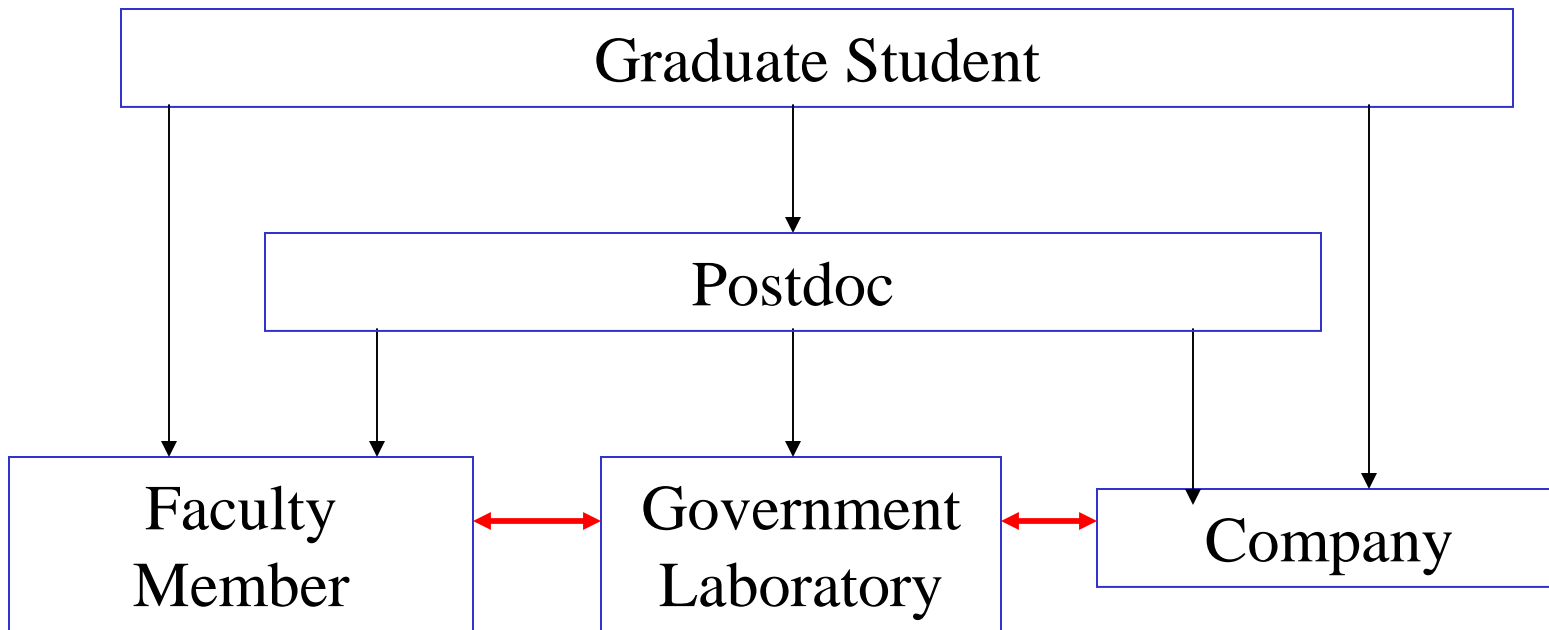 Graduate Student
Postdoc
Faculty
Member
Government
Laboratory
Company